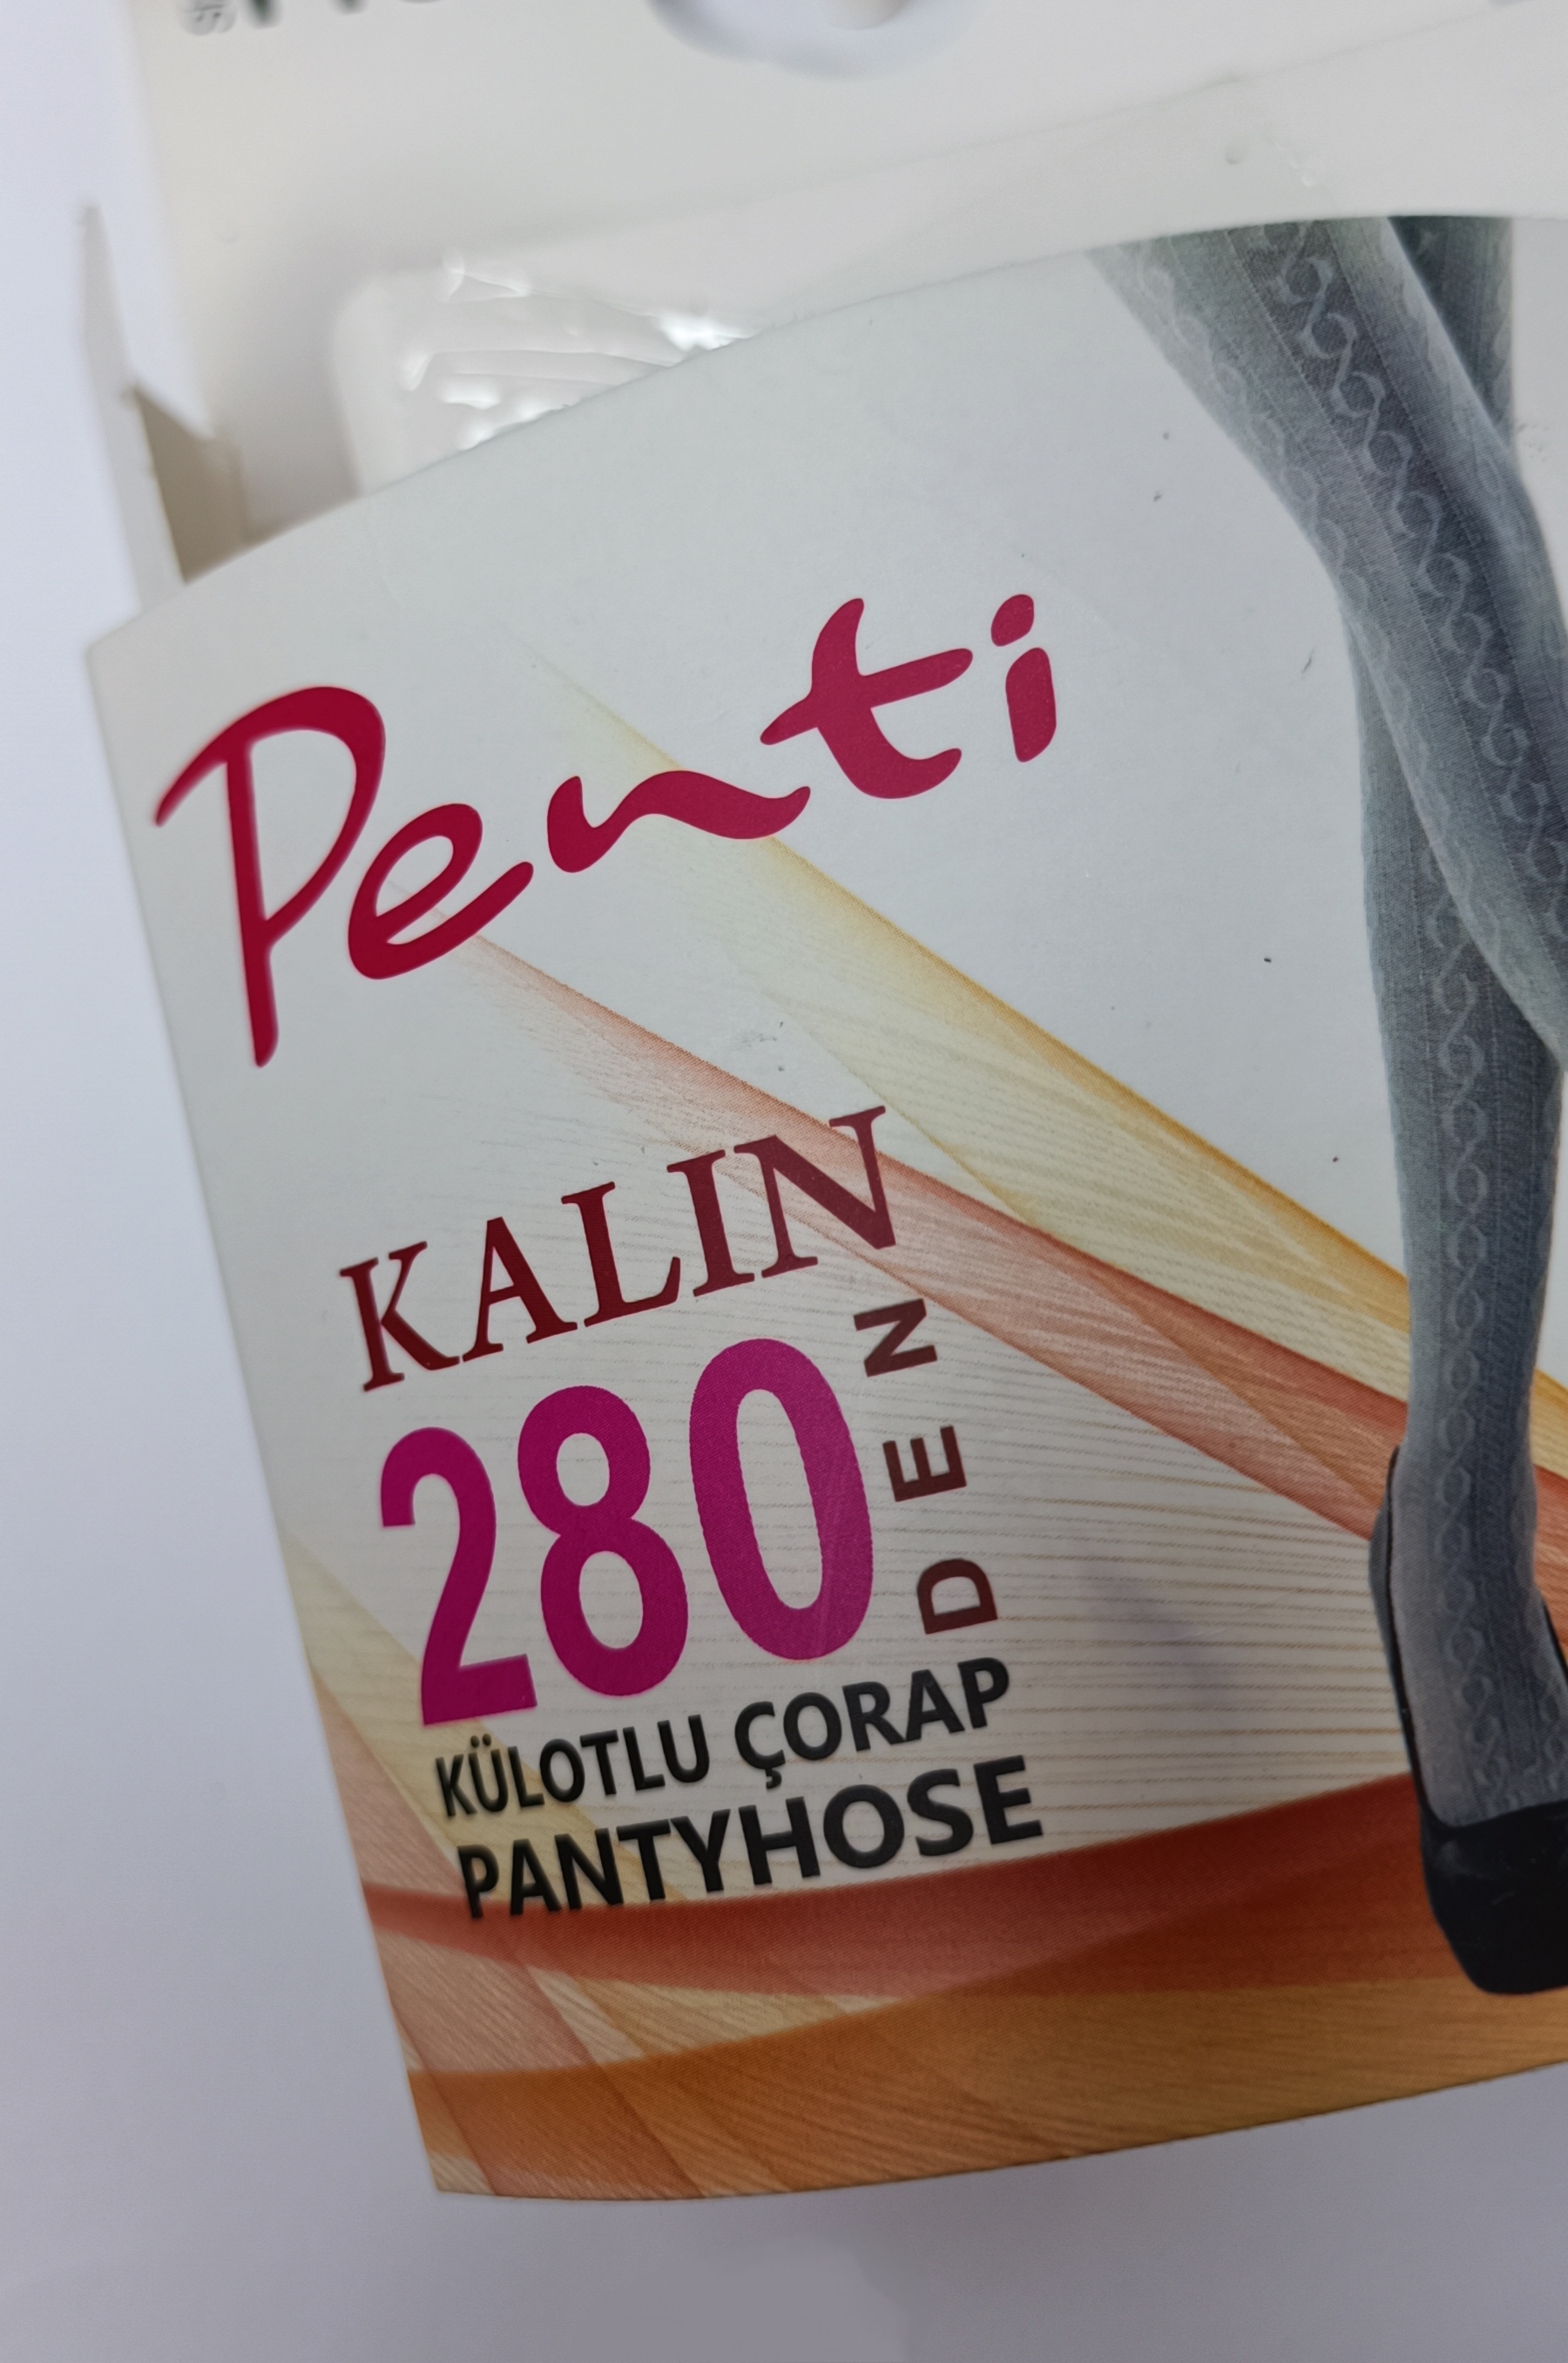 Penti
KALIN
280 DEN
KÜLOTLU ÇORAP
PANTYHOSE